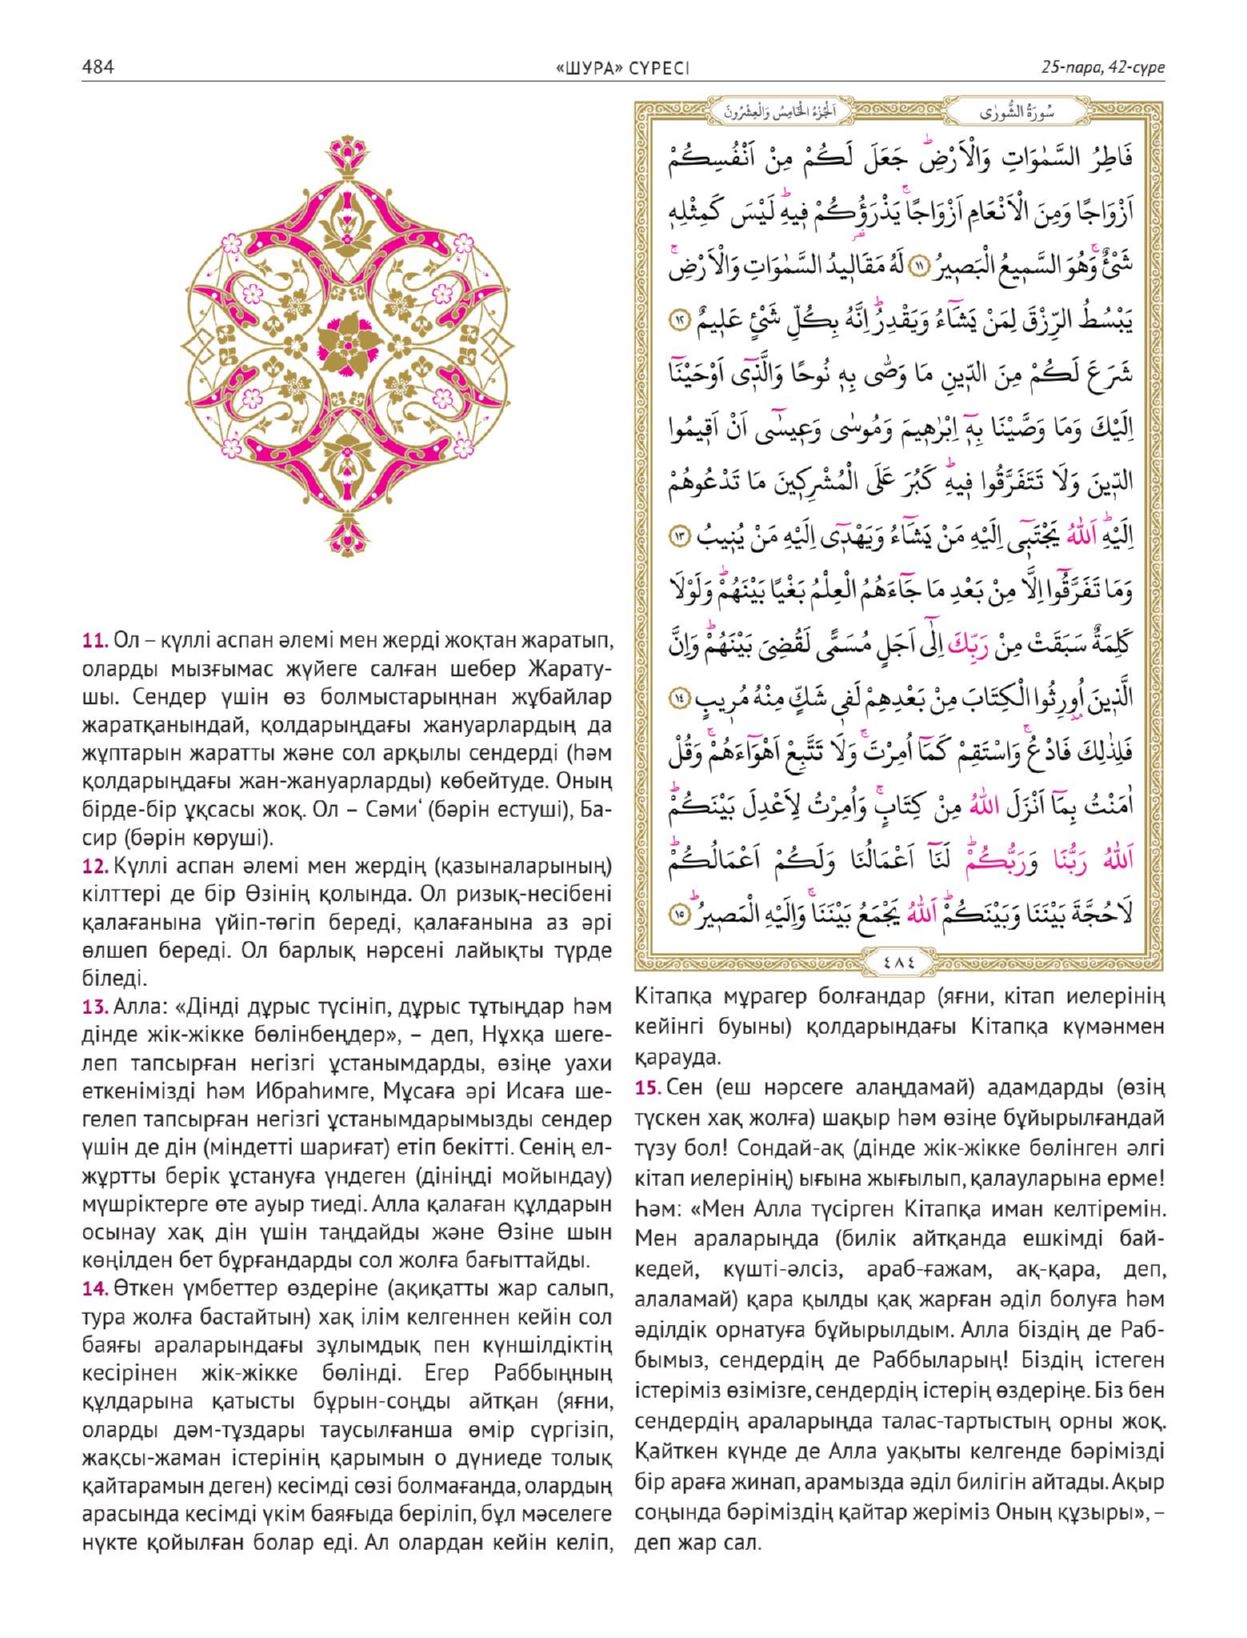 484
«ШУРА» СҮРЕСІ
25-пара, 42-сүре
11. Ол – күллі аспан әлемі мен жерді жоқтан жаратып,
оларды мызғымас жүйеге салған шебер Жарату-
шы. Сендер үшін өз болмыстарыңнан жұбайлар
жаратқанындай, қолдарыңдағы жануарлардың да
жұптарын жаратты және сол арқылы сендерді (һәм
қолдарыңдағы жан-жануарларды) көбейтуде. Оның
бірде-бір ұқсасы жоқ. Ол – Сәми‘ (бәрін естуші), Ба-
сир (бәрін көруші).
12. Күллі аспан әлемі мен жердің (қазыналарының)
кілттері де бір Өзінің қолында. Ол ризық-несібені
қалағанына үйіп-төгіп береді, қалағанына аз әрі
өлшеп береді. Ол барлық нәрсені лайықты түрде
біледі.
13. Алла: «Дінді дұрыс түсініп, дұрыс тұтыңдар һәм
дінде жік-жікке бөлінбеңдер», – деп, Нұхқа шеге-
леп тапсырған негізгі ұстанымдарды, өзіңе уахи
еткенімізді һәм Ибраһимге, Мұсаға әрі Исаға ше-
гелеп тапсырған негізгі ұстанымдарымызды сендер
үшін де дін (міндетті шариғат) етіп бекітті. Сенің ел-
жұртты берік ұстануға үндеген (дініңді мойындау)
мүшріктерге өте ауыр тиеді. Алла қалаған құлдарын
осынау хақ дін үшін таңдайды және Өзіне шын
көңілден бет бұрғандарды сол жолға бағыттайды.
14. Өткен үмбеттер өздеріне (ақиқатты жар салып,
тура жолға бастайтын) хақ ілім келгеннен кейін сол
баяғы араларындағы зұлымдық пен күншілдіктің
кесірінен жік-жікке бөлінді. Егер Раббыңның
құлдарына қатысты бұрын-соңды айтқан (яғни,
оларды дәм-тұздары таусылғанша өмір сүргізіп,
жақсы-жаман істерінің қарымын о дүниеде толық
қайтарамын деген) кесімді сөзі болмағанда, олардың
арасында кесімді үкім баяғыда беріліп, бұл мәселеге
нүкте қойылған болар еді. Ал олардан кейін келіп,
اَلْجُزْءُ الْخَامِسُ وَالْعِشْرُونَ
سُورَةُ الشُّورٰى
فَاطِرُ السَّمٰوَاتِ وَالْاَرْضِۜ جَعَلَ لَكُمْ مِنْ اَنْفُسِكُمْ
اَزْوَاجًا وَمِنَ الْاَنْعَامِ اَزْوَاجًاۚ يَذْرَؤُ۬كُمْ ف۪يهِۜ لَيْسَ كَمِثْلِه۪
شَيْءٌۚ وَهُوَ السَّم۪يعُ الْبَص۪يرُ ﴿١١﴾ لَهُ مَقَال۪يدُ السَّمٰوَاتِ وَالْاَرْضِۚ
يَبْسُطُ الرِّزْقَ لِمَنْ يَشَٓاءُ وَيَقْدِرُۜ اِنَّهُ بِكُلِّ شَيْءٍ عَل۪يمٌ ﴿١٢﴾
شَرَعَ لَكُمْ مِنَ الدّ۪ينِ مَا وَصّٰى بِه۪ نُوحًا وَالَّذ۪ٓي اَوْحَيْنَٓا
اِلَيْكَ وَمَا وَصَّيْنَا بِه۪ٓ اِبْرٰه۪يمَ وَمُوسٰى وَع۪يسٰٓى اَنْ اَق۪يمُوا
الدّ۪ينَ وَلَا تَتَفَرَّقُوا ف۪يهِۜ كَبُرَ عَلَى الْمُشْرِك۪ينَ مَا تَدْعُوهُمْ
اِلَيْهِۜ اَللّٰهُ يَجْتَب۪ٓي اِلَيْهِ مَنْ يَشَٓاءُ وَيَهْد۪ٓي اِلَيْهِ مَنْ يُن۪يبُ ﴿١٣﴾
وَمَا تَفَرَّقُٓوا اِلَّا مِنْ بَعْدِ مَا جَٓاءَهُمُ الْعِلْمُ بَغْيًا بَيْنَهُمْۜ وَلَوْلَا
كَلِمَةٌ سَبَقَتْ مِنْ رَبِّكَ اِلٰٓى اَجَلٍ مُسَمًّى لَقُضِيَ بَيْنَهُمْۜ وَاِنَّ
الَّذ۪ينَ اُو۫رِثُوا الْكِتَابَ مِنْ بَعْدِهِمْ لَف۪ي شَكٍّ مِنْهُ مُر۪يبٍ ﴿١٤﴾
فَلِذٰلِكَ فَادْعُۚ وَاسْتَقِمْ كَمَٓا اُمِرْتَۚ وَلَا تَتَّبِعْ اَهْوَٓاءَهُمْۚ وَقُلْ
اٰمَنْتُ بِمَٓا اَنْزَلَ اللّٰهُ مِنْ كِتَابٍۚ وَاُمِرْتُ لِاَعْدِلَ بَيْنَكُمْۜ
اَللّٰهُ رَبُّنَا وَرَبُّكُمْۜ لَنَٓا اَعْمَالُنَا وَلَكُمْ اَعْمَالُكُمْۜ
لَا حُجَّةَ بَيْنَنَا وَبَيْنَكُمْۜ اَللّٰهُ يَجْمَعُ بَيْنَنَاۚ وَاِلَيْهِ الْمَص۪يرُۜ ﴿١٥﴾
٤٨٤
Кітапқа мұрагер болғандар (яғни, кітап иелерінің
кейінгі буыны) қолдарындағы Кітапқа күмәнмен
қарауда.
15. Сен (еш нәрсеге алаңдамай) адамдарды (өзің
түскен хақ жолға) шақыр һәм өзіңе бұйырылғандай
түзу бол! Сондай-ақ (дінде жік-жікке бөлінген әлгі
кітап иелерінің) ығына жығылып, қалауларына ерме!
Һәм: «Мен Алла түсірген Кітапқа иман келтіремін.
Мен араларыңда (билік айтқанда ешкімді бай-
кедей, күшті-әлсіз, араб-ғажам, ақ-қара, деп,
алаламай) қара қылды қақ жарған әділ болуға һәм
әділдік орнатуға бұйырылдым. Алла біздің де Раб-
бымыз, сендердің де Раббыларың! Біздің істеген
істеріміз өзімізге, сендердің істерің өздеріңе. Біз бен
сендердің араларыңда талас-тартыстың орны жоқ.
Қайткен күнде де Алла уақыты келгенде бәрімізді
бір араға жинап, арамызда әділ билігін айтады. Ақыр
соңында бәріміздің қайтар жеріміз Оның құзыры», –
деп жар сал.